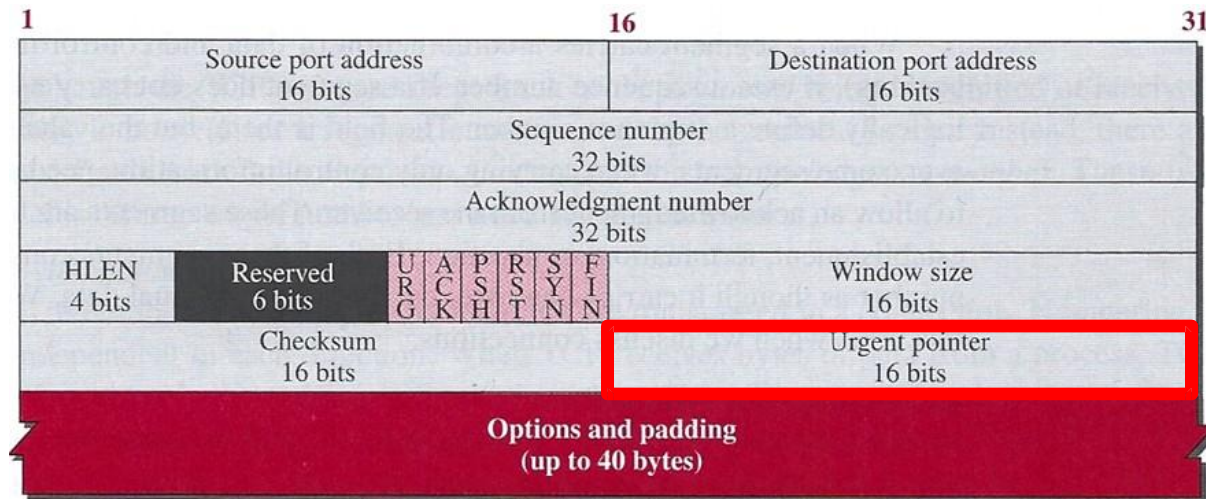 1 16 31
Source port address Destination port address
16 bits 16 bits
Sequence number
32 bits
Acknowledgment number
32 bits
HLEN Reserved URG ACK PSH RST SYN FIN Window size
4 bits 6 bits 16 bits
Checksum Urgent pointer
16 bits 16 bits
Options and padding
(up to 40 bytes)